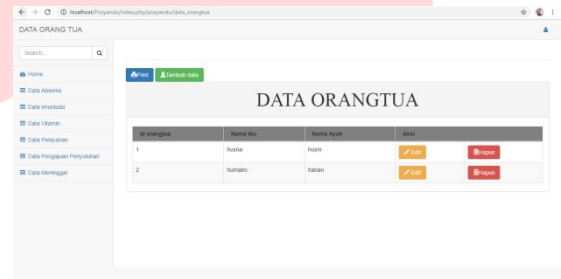 localhost/Posyandu/index.php/posyandu/data_orangtua
DATA ORANG TUA
Search...
Home
Print
Tambah data
Data Absensi
Data Imunisasi
DATA ORANGTUA
Data Vitamin
Data Pelayanan
Id orangtua Nama Ibu Nama Ayah Aksi
Data Pengajuan Penyuluhan
1 husna husni Edit Hapus
Data Meninggal
2 humairo hanan Edit Hapus